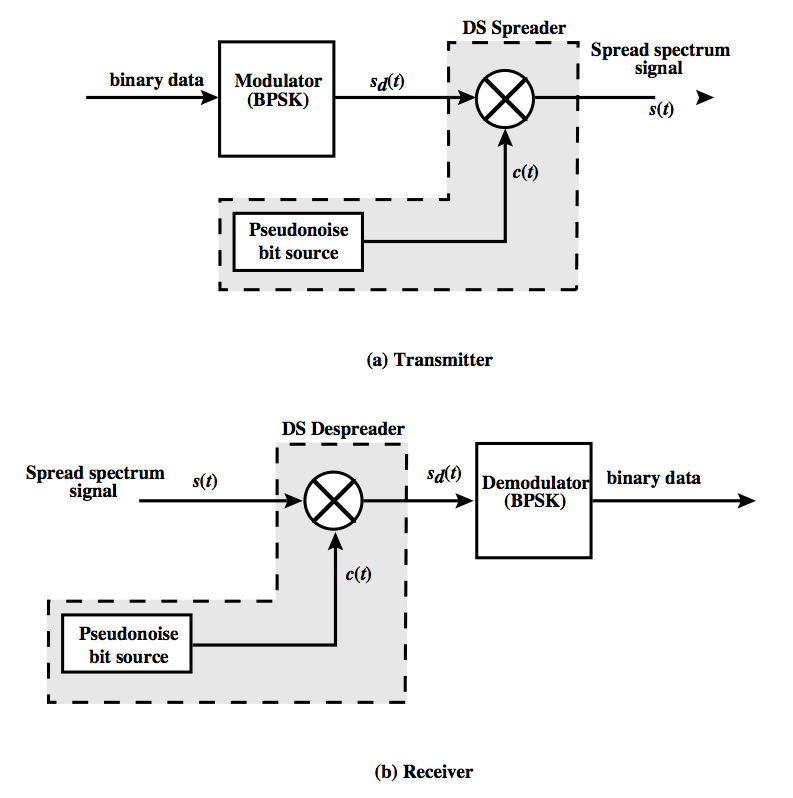 DS Spreader
Spread spectrum
signal
binary data
Modulator
(BPSK)
sd(t)
s(t)
c(t)
Pseudonoise
bit source
(a) Transmitter
DS Despreader
Spread spectrum
signal
s(t)
sd(t)
Demodulator
(BPSK)
binary data
c(t)
Pseudonoise
bit source
(b) Receiver